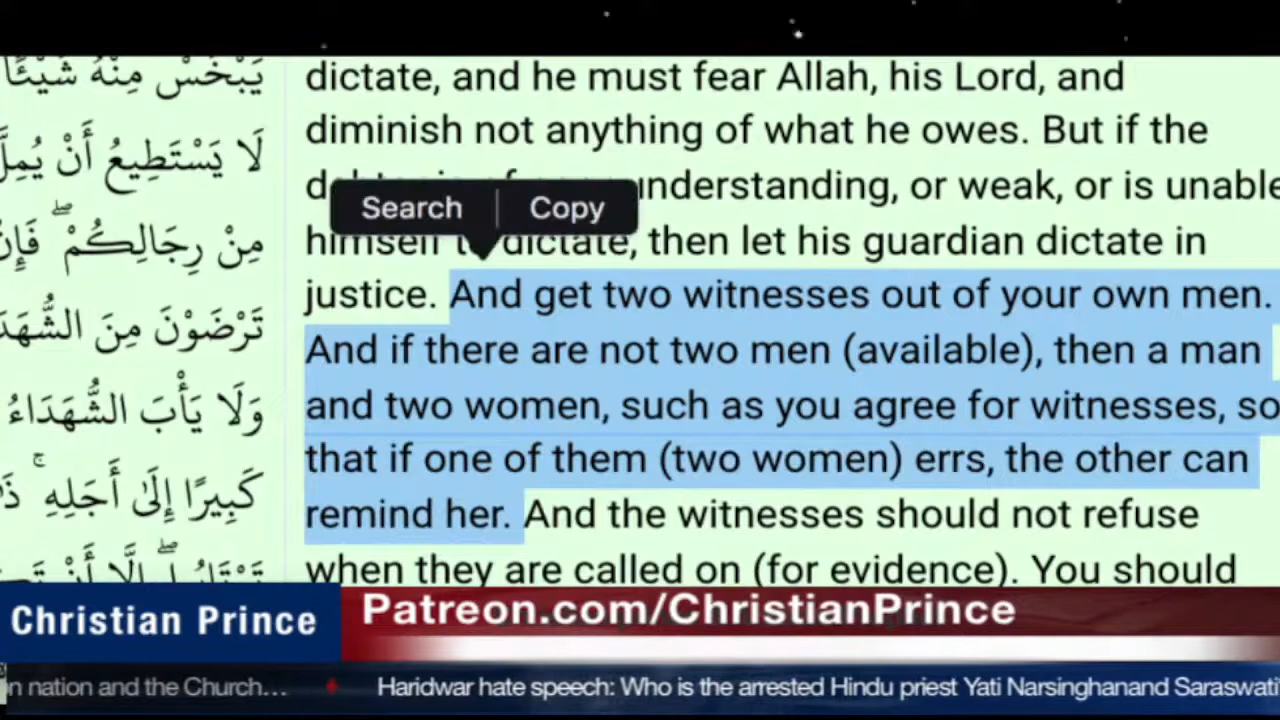 يَبْخَسْ مِنْهُ شَيْئًا
لَا يَسْتَطِيعُ أَنْ يُمِلَّ
مِنْ رِجَالِكُمْ ۖ فَإِنْ
تَرْضَوْنَ مِنَ الشُّهَدَ
وَلَا يَأْبَ الشُّهَدَاءُ
كَبِيرًا إِلَىٰ أَجَلِهِ ۚ ذَ
dictate, and he must fear Allah, his Lord, and
diminish not anything of what he owes. But if the
understanding, or weak, or is unable
Search Copy
himself to dictate, then let his guardian dictate in
justice. And get two witnesses out of your own men.
And if there are not two men (available), then a man
and two women, such as you agree for witnesses, so
that if one of them (two women) errs, the other can
remind her. And the witnesses should not refuse
when they are called on (for evidence). You should
Christian Prince
Patreon.com/ChristianPrince
n nation and the Church... Haridwar hate speech: Who is the arrested Hindu priest Yati Narsinghanand Saraswati?